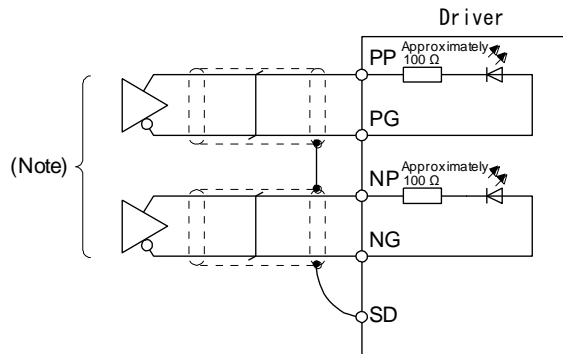 Driver
PP
Approximately
100 Ω
PG
(Note)
NP
Approximately
100 Ω
NG
SD